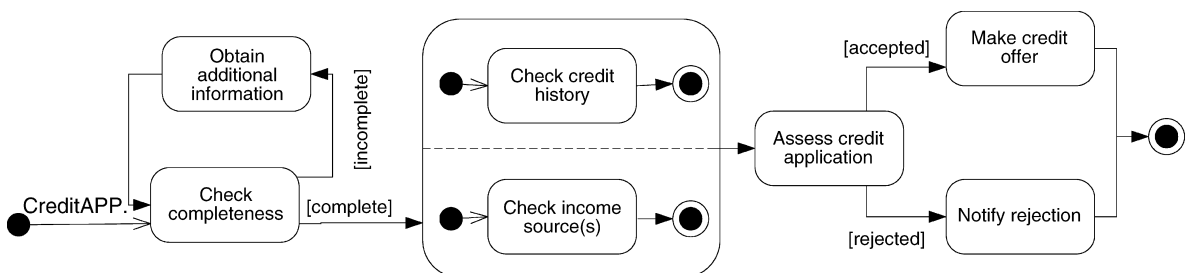 Obtain
additional
information
[incomplete]
CreditAPP.
Check
completeness
[complete]
Check credit
history
Check income
source(s)
Assess credit
application
[accepted]
Make credit
offer
[rejected]
Notify rejection